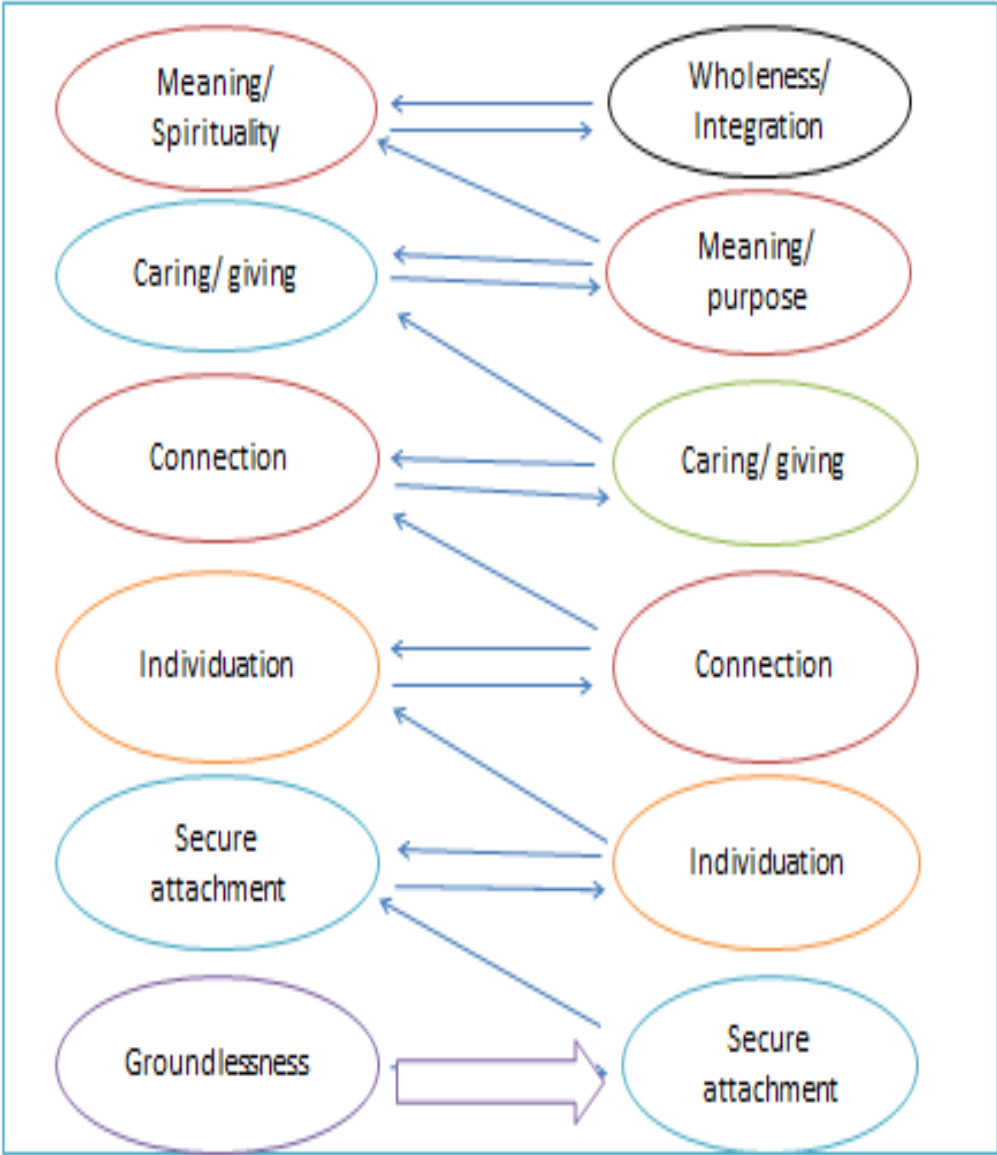 Meaning/
Spirituality
Wholeness/
Integration
Caring/ giving
Meaning/
purpose
Connection
Caring/ giving
Individuation
Connection
Secure
attachment
Individuation
Groundlessness
Secure
attachment